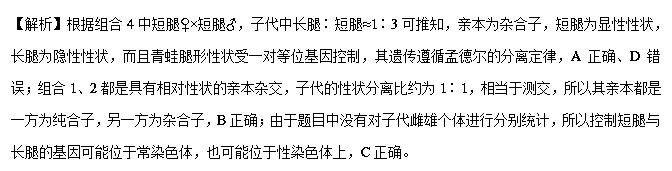 【解析】根据组合 4 中短腿♀×短腿♂，子代中长腿∶短腿≈1∶3 可推知，亲本为杂合子，短腿为显性性状，
长腿为隐性性状，而且青蛙腿形性状受一对等位基因控制，其遗传遵循孟德尔的分离定律，A 正确、D 错
误；组合 1、2 都是具有相对性状的亲本杂交，子代的性状分离比约为 1∶1，相当于测交，所以其亲本都是
一方为纯合子，另一方为杂合子，B 正确；由于题目中没有对子代雌雄个体进行分别统计，所以控制短腿与
长腿的基因可能位于常染色体，也可能位于性染色体上，C 正确。